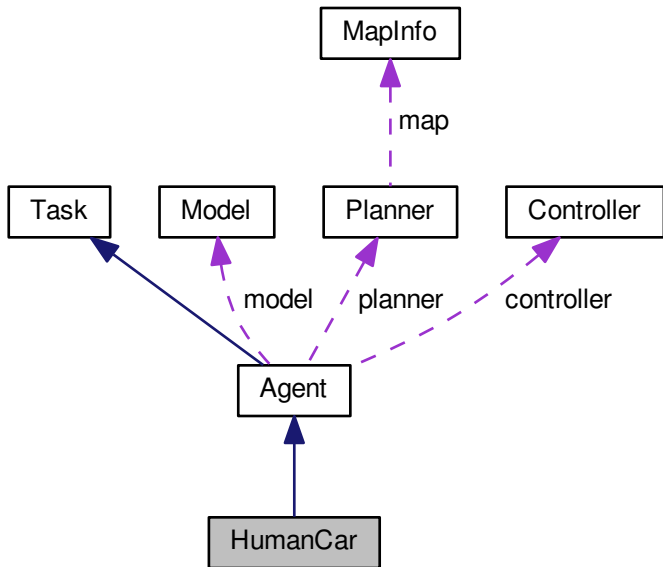 MapInfo
map
Task
Model
Planner
Controller
model
planner
controller
Agent
HumanCar